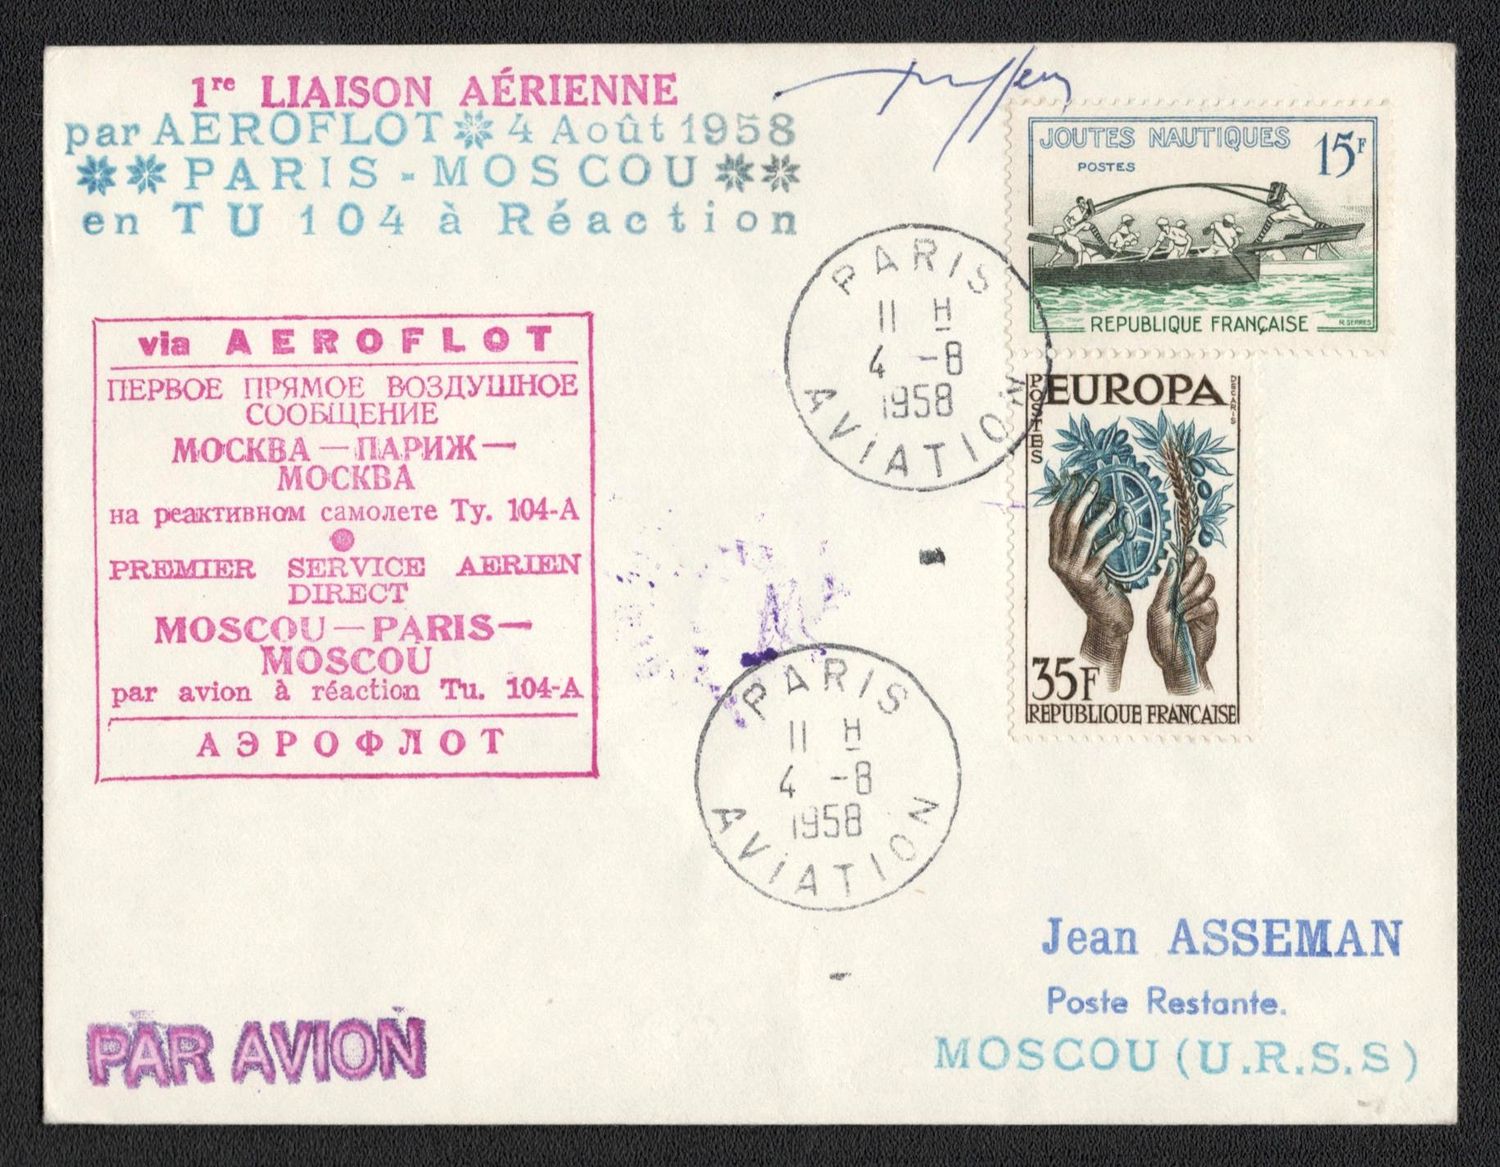 1re LIAISON AÉRIENNE
par AEROFLOT * 4 Août 1958
** PARIS - MOSCOU **
en TU 104 à Réaction
JOUTES NAUTIQUES 15F
POSTES
REPUBLIQUE FRANÇAISE
R. SERRES
PARIS
11 H
4 -8
1958
AVIATION
via AEROFLOT
ПЕРВОЕ ПРЯМОЕ ВОЗДУШНОЕ
СООБЩЕНИЕ
МОСКВА—ПАРИЖ—
МОСКВА
на реактивном самолете Ту. 104-А
PREMIER SERVICE AERIEN
DIRECT
MOSCOU—PARIS—
MOSCOU
par avion à réaction Tu. 104-A
АЭРОФЛОТ
POSTES
EUROPA
DECARIS
35F
REPUBLIQUE FRANCAISE
PARIS
11 H
4 -8
1958
AVIATION
Jean ASSEMAN
Poste Restante.
MOSCOU (U.R.S.S)
PAR AVION